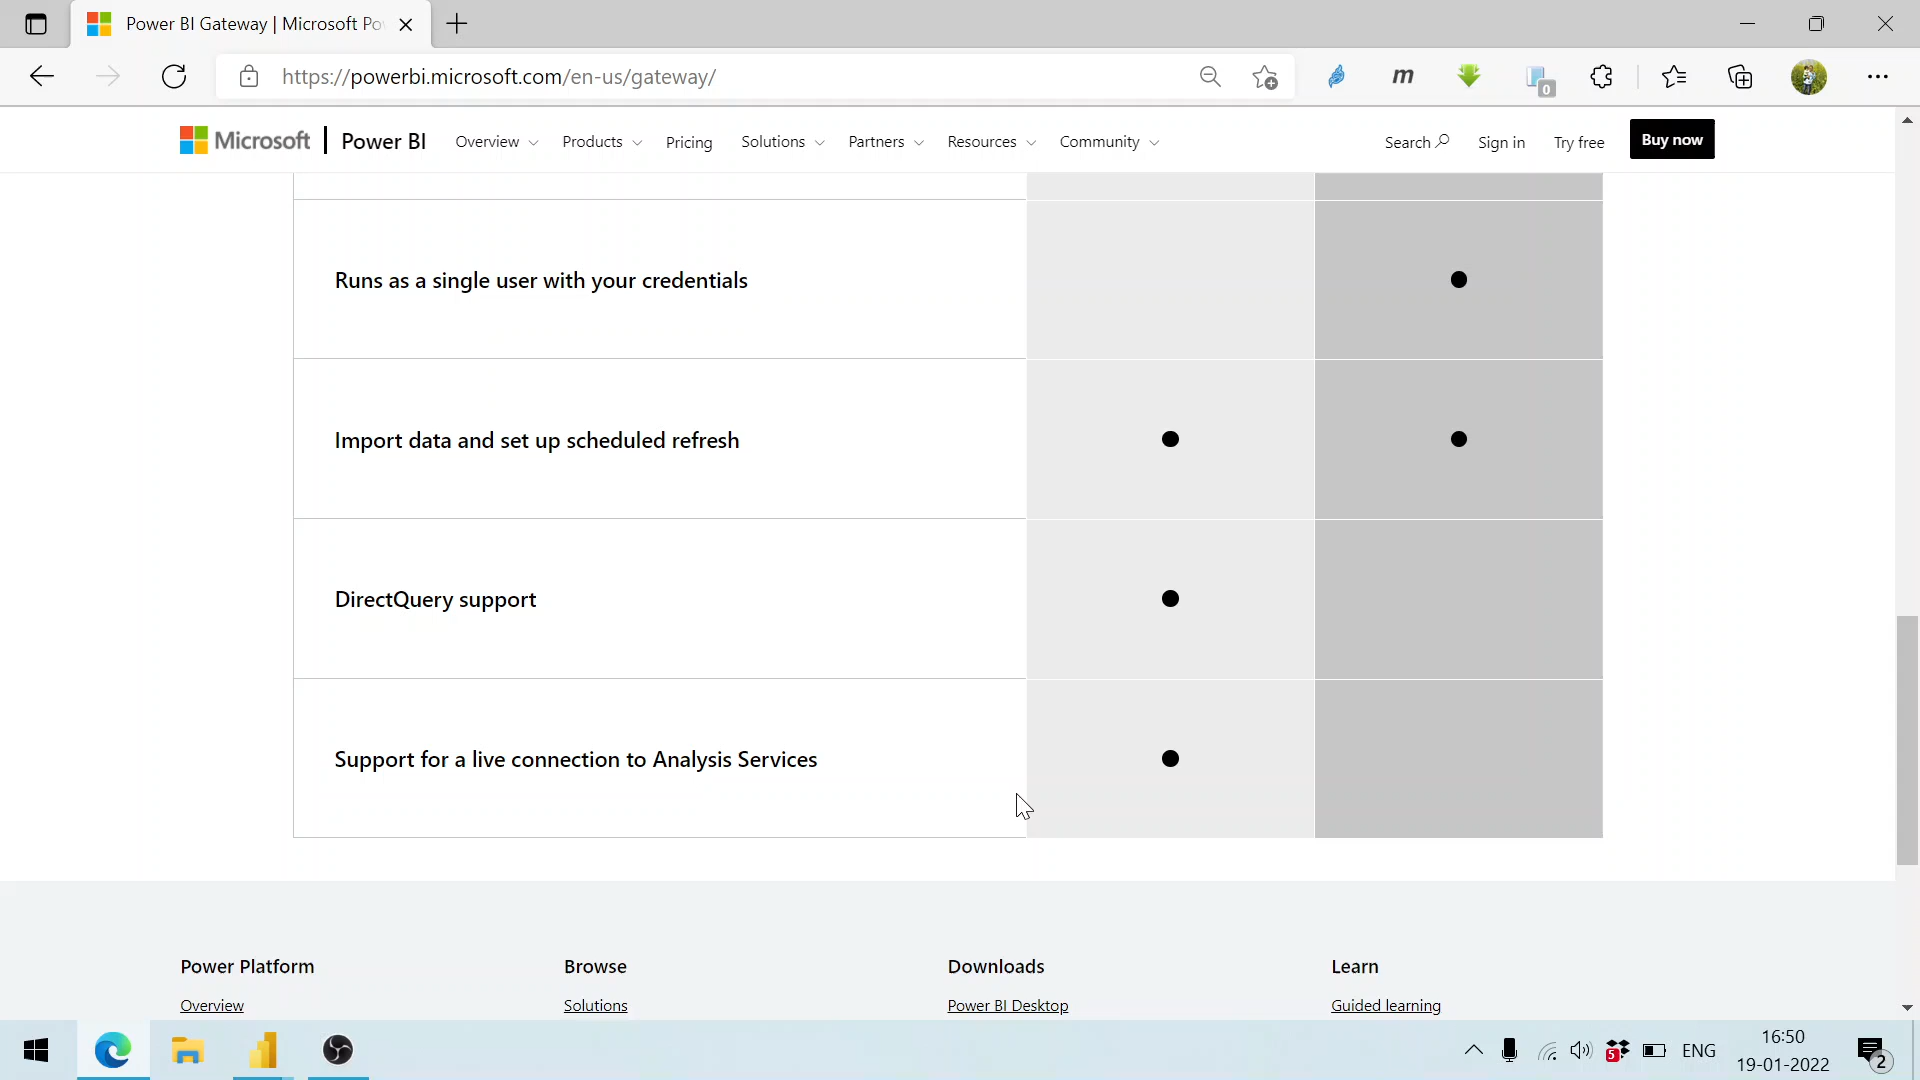 Power BI Gateway | Microsoft Po
https://powerbi.microsoft.com/en-us/gateway/
m
0
Microsoft | Power BI Overview Products Pricing Solutions Partners Resources Community Search Sign in Try free Buy now
Runs as a single user with your credentials
Import data and set up scheduled refresh
DirectQuery support
Support for a live connection to Analysis Services
Power Platform Browse Downloads Learn
Overview Solutions Power BI Desktop Guided learning
5
ENG
16:50
19-01-2022
2